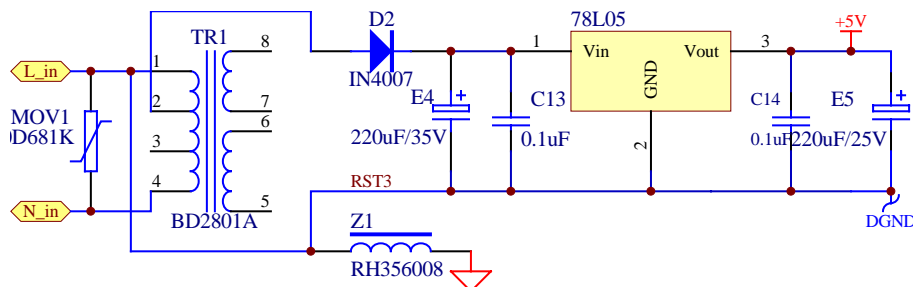 D2
78L05
+5V
TR1
8
1
Vin
Vout
3
L_in
1
IN4007
GND
MOV1
2
7
E4
C13
C14
E5
0D681K
6
220uF/35V
0.1uF
0.1uF
220uF/25V
3
2
4
RST3
N_in
5
BD2801A
Z1
DGND
RH356008